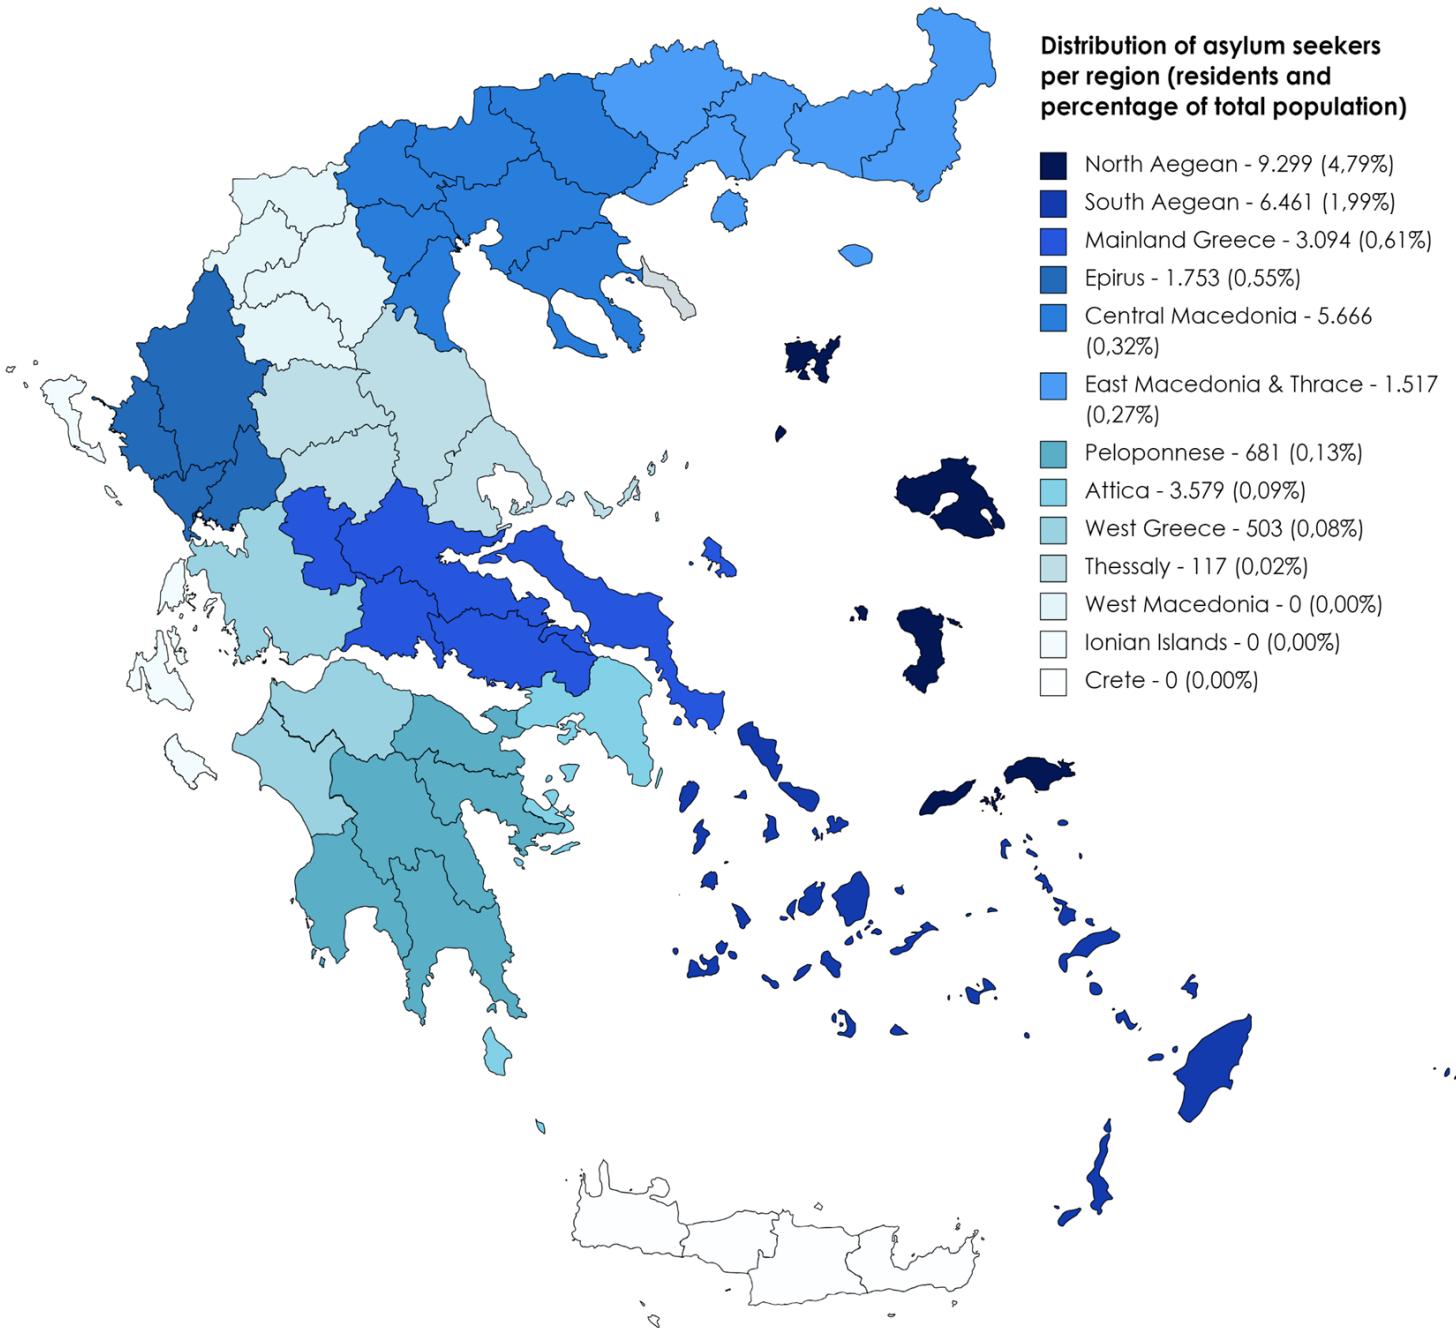 Distribution of asylum seekers
per region (residents and
percentage of total population)
North Aegean - 9.299 (4,79%)
South Aegean - 6.461 (1,99%)
Mainland Greece - 3.094 (0,61%)
Epirus - 1.753 (0,55%)
Central Macedonia - 5.666
(0,32%)
East Macedonia & Thrace - 1.517
(0,27%)
Peloponnese - 681 (0,13%)
Attica - 3.579 (0,09%)
West Greece - 503 (0,08%)
Thessaly - 117 (0,02%)
West Macedonia - 0 (0,00%)
Ionian Islands - 0 (0,00%)
Crete - 0 (0,00%)